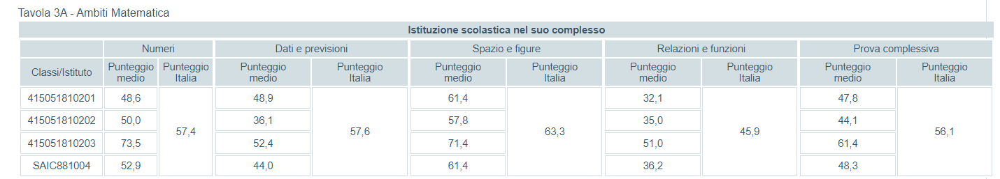 Tavola 3A - Ambiti Matematica
Istituzione scolastica nel suo complesso
Numeri Dati e previsioni Spazio e figure Relazioni e funzioni Prova complessiva
Classi/Istituto Punteggio medio Punteggio Italia Punteggio medio Punteggio Italia Punteggio medio Punteggio Italia Punteggio medio Punteggio Italia Punteggio medio Punteggio Italia
415051810201 48,6 48,9 61,4 32,1 47,8
415051810202 50,0 36,1 57,8 35,0 44,1
57,4 57,6 63,3 45,9 56,1
415051810203 73,5 52,4 71,4 51,0 61,4
SAIC881004 52,9 44,0 61,4 36,2 48,3